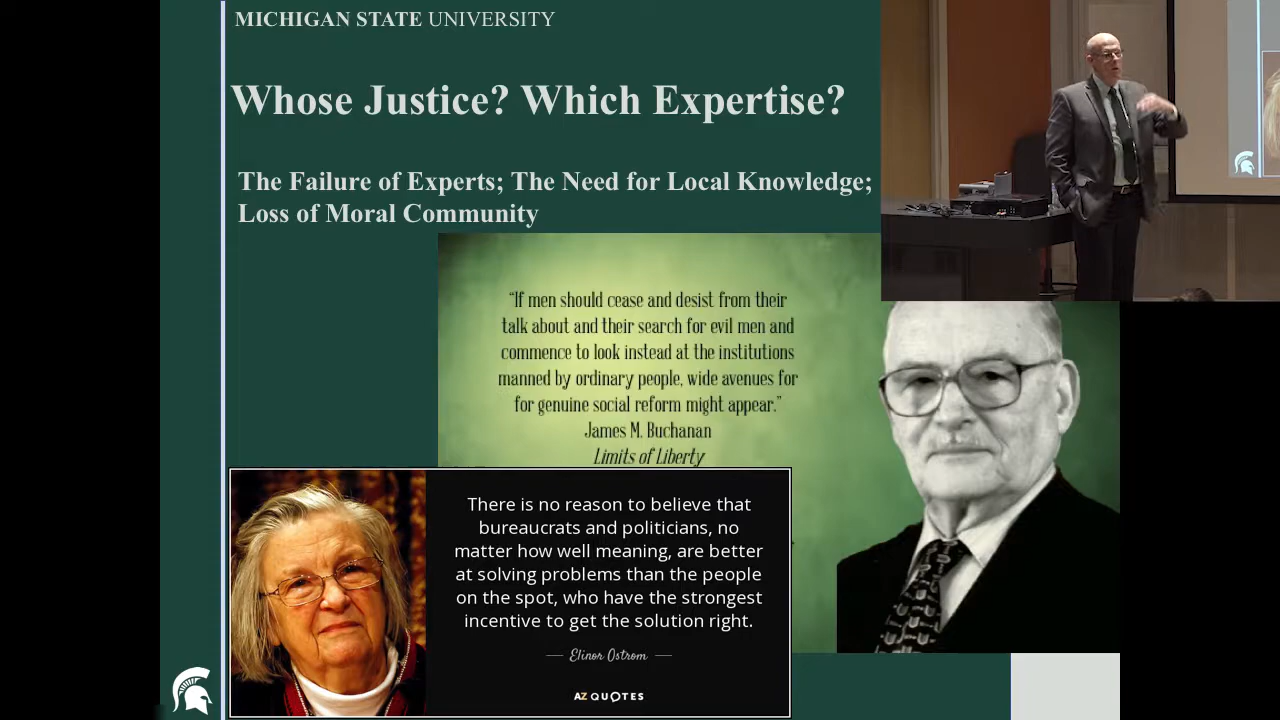 MICHIGAN STATE UNIVERSITY
Whose Justice? Which Expertise?
The Failure of Experts; The Need for Local Knowledge;
Loss of Moral Community
“If men should cease and desist from their
talk about and their search for evil men and
commence to look instead at the institutions
manned by ordinary people, wide avenues for
for genuine social reform might appear.”
James M. Buchanan
Limits of Liberty
There is no reason to believe that
bureaucrats and politicians, no
matter how well meaning, are better
at solving problems than the people
on the spot, who have the strongest
incentive to get the solution right.
Elinor Ostrom
AZ QUOTES